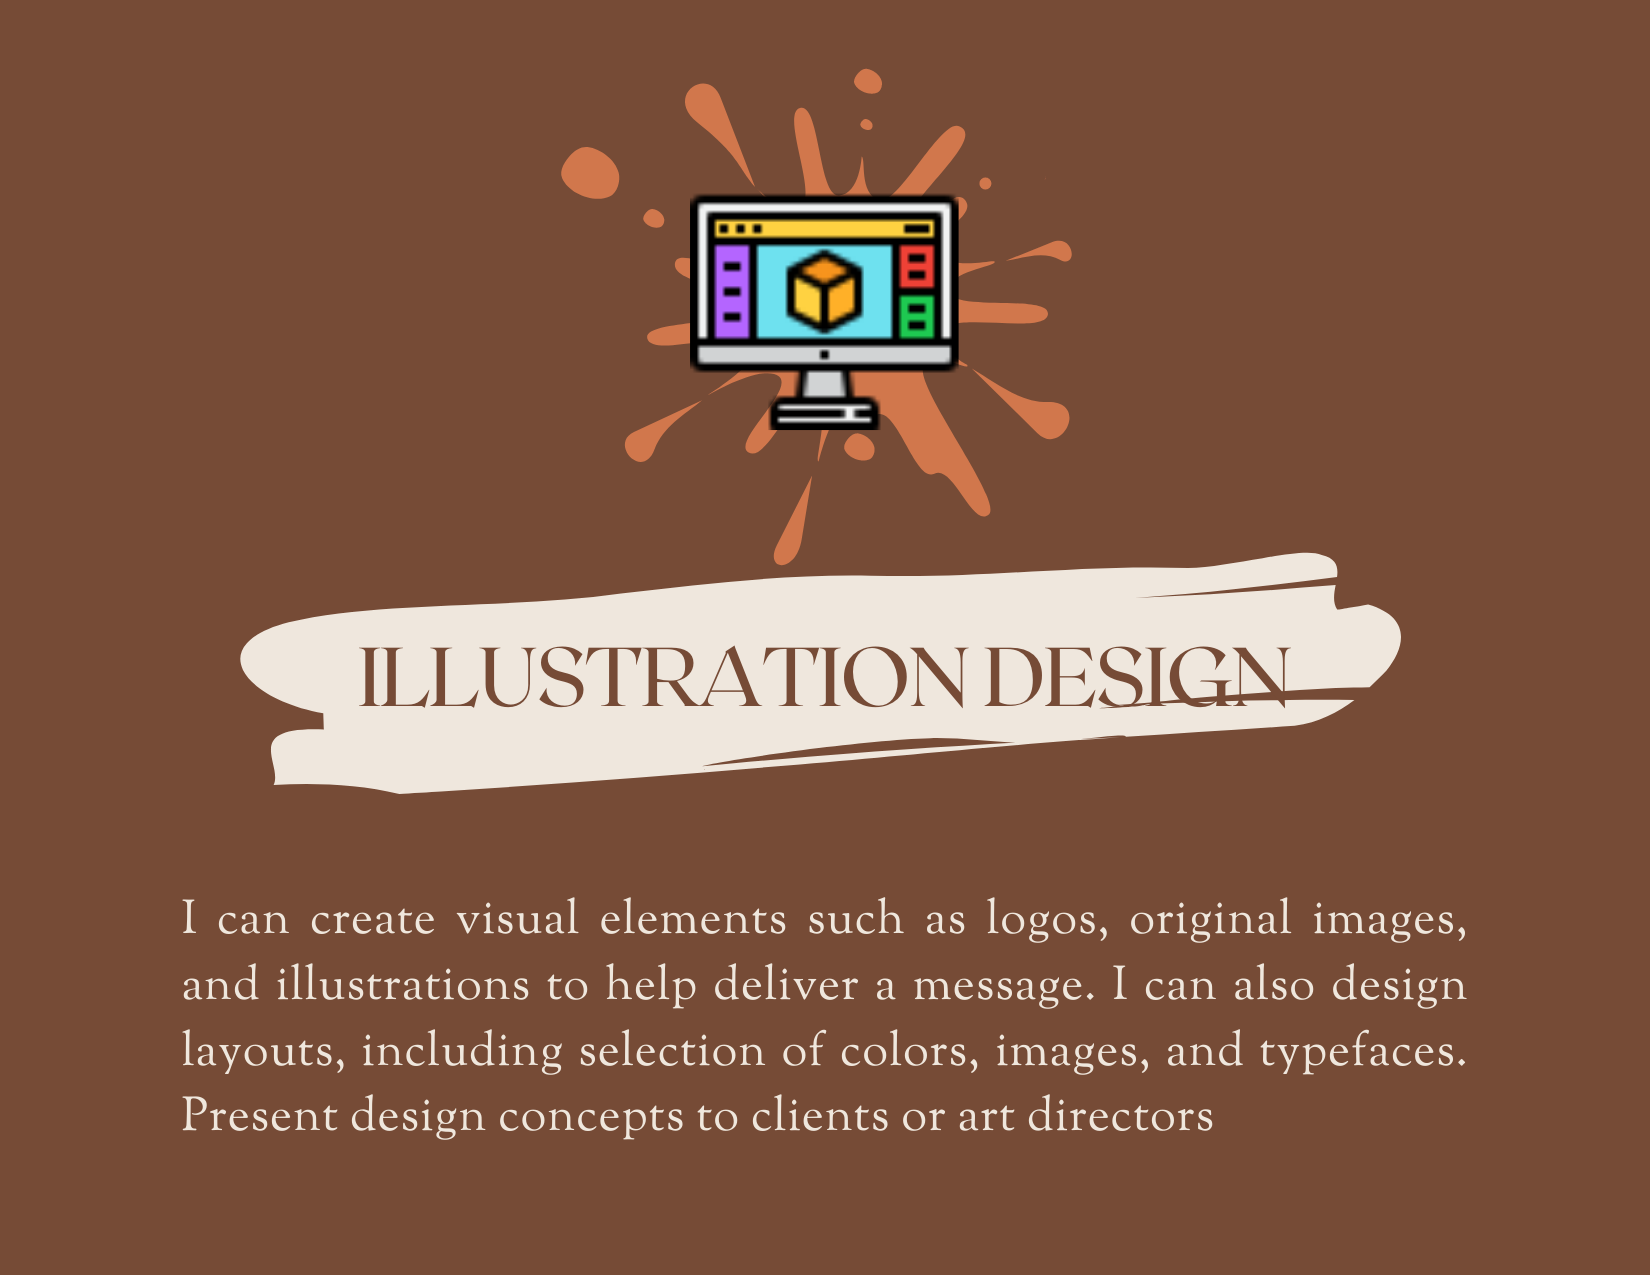 ILLUSTRATION DESIGN
I can create visual elements such as logos, original images,
and illustrations to help deliver a message. I can also design
layouts, including selection of colors, images, and typefaces.
Present design concepts to clients or art directors